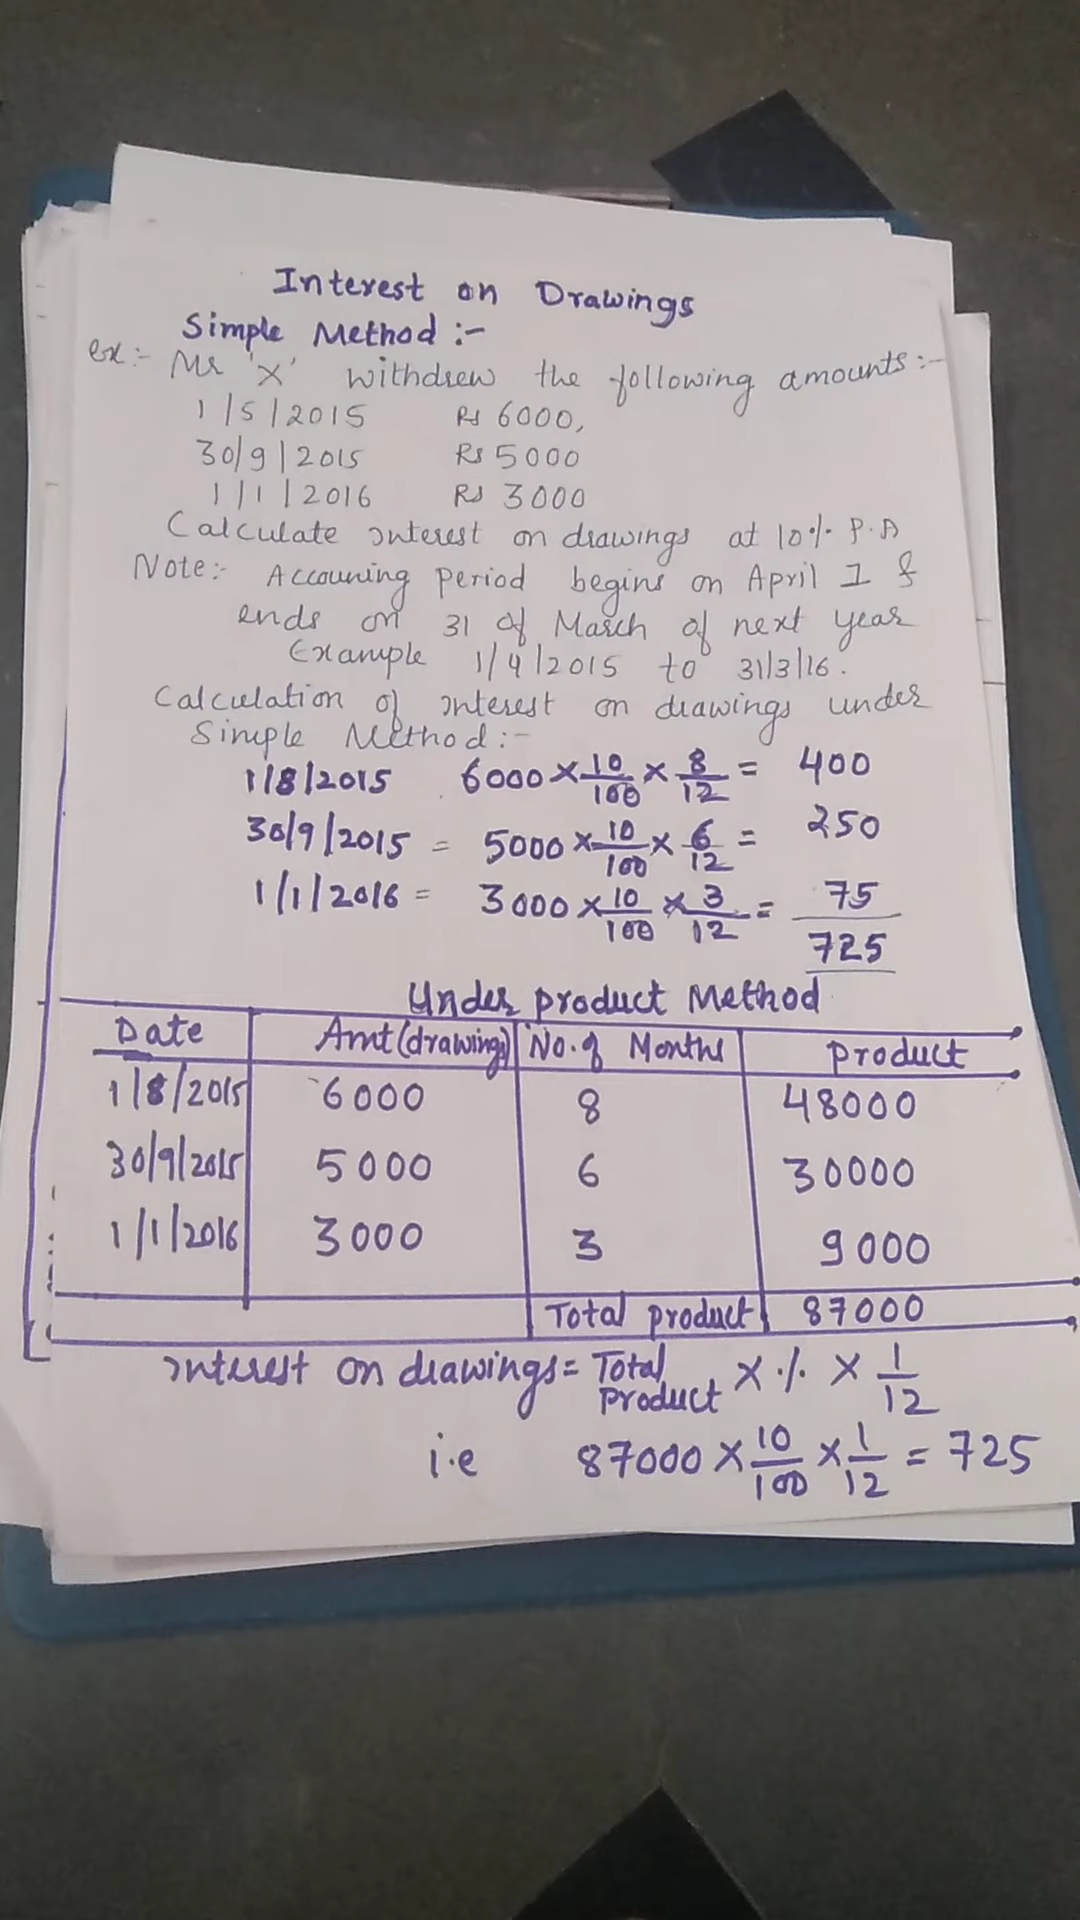 Interest on Drawings
Simple Method :-
ex:- Mr 'X' withdrew the following amounts:-
1/5/2015 Rs 6000,
30/9/2015 Rs 5000
1/1/2016 Rs 3000
Calculate interest on drawings at 10% P.A
Note:- Accouning period begins on April 1 &
ends on 31 of March of next year
Example 1/4/2015 to 31/3/16.
Calculation of interest on drawings under
Simple Method:-
1/8/2015 6000 × 10/100 × 8/12 = 400
30/9/2015 = 5000 × 10/100 × 6/12 = 250
1/1/2016 = 3000 × 10/100 × 3/12 = 75
725
Under product Method
Date Amt(drawings) No. of Months product
1/8/2015 6000 8 48000
30/9/2015 5000 6 30000
1/1/2016 3000 3 9000
Total product 87000
interest on drawings = Total product × % × 1/12
i.e 87000 × 10/100 × 1/12 = 725